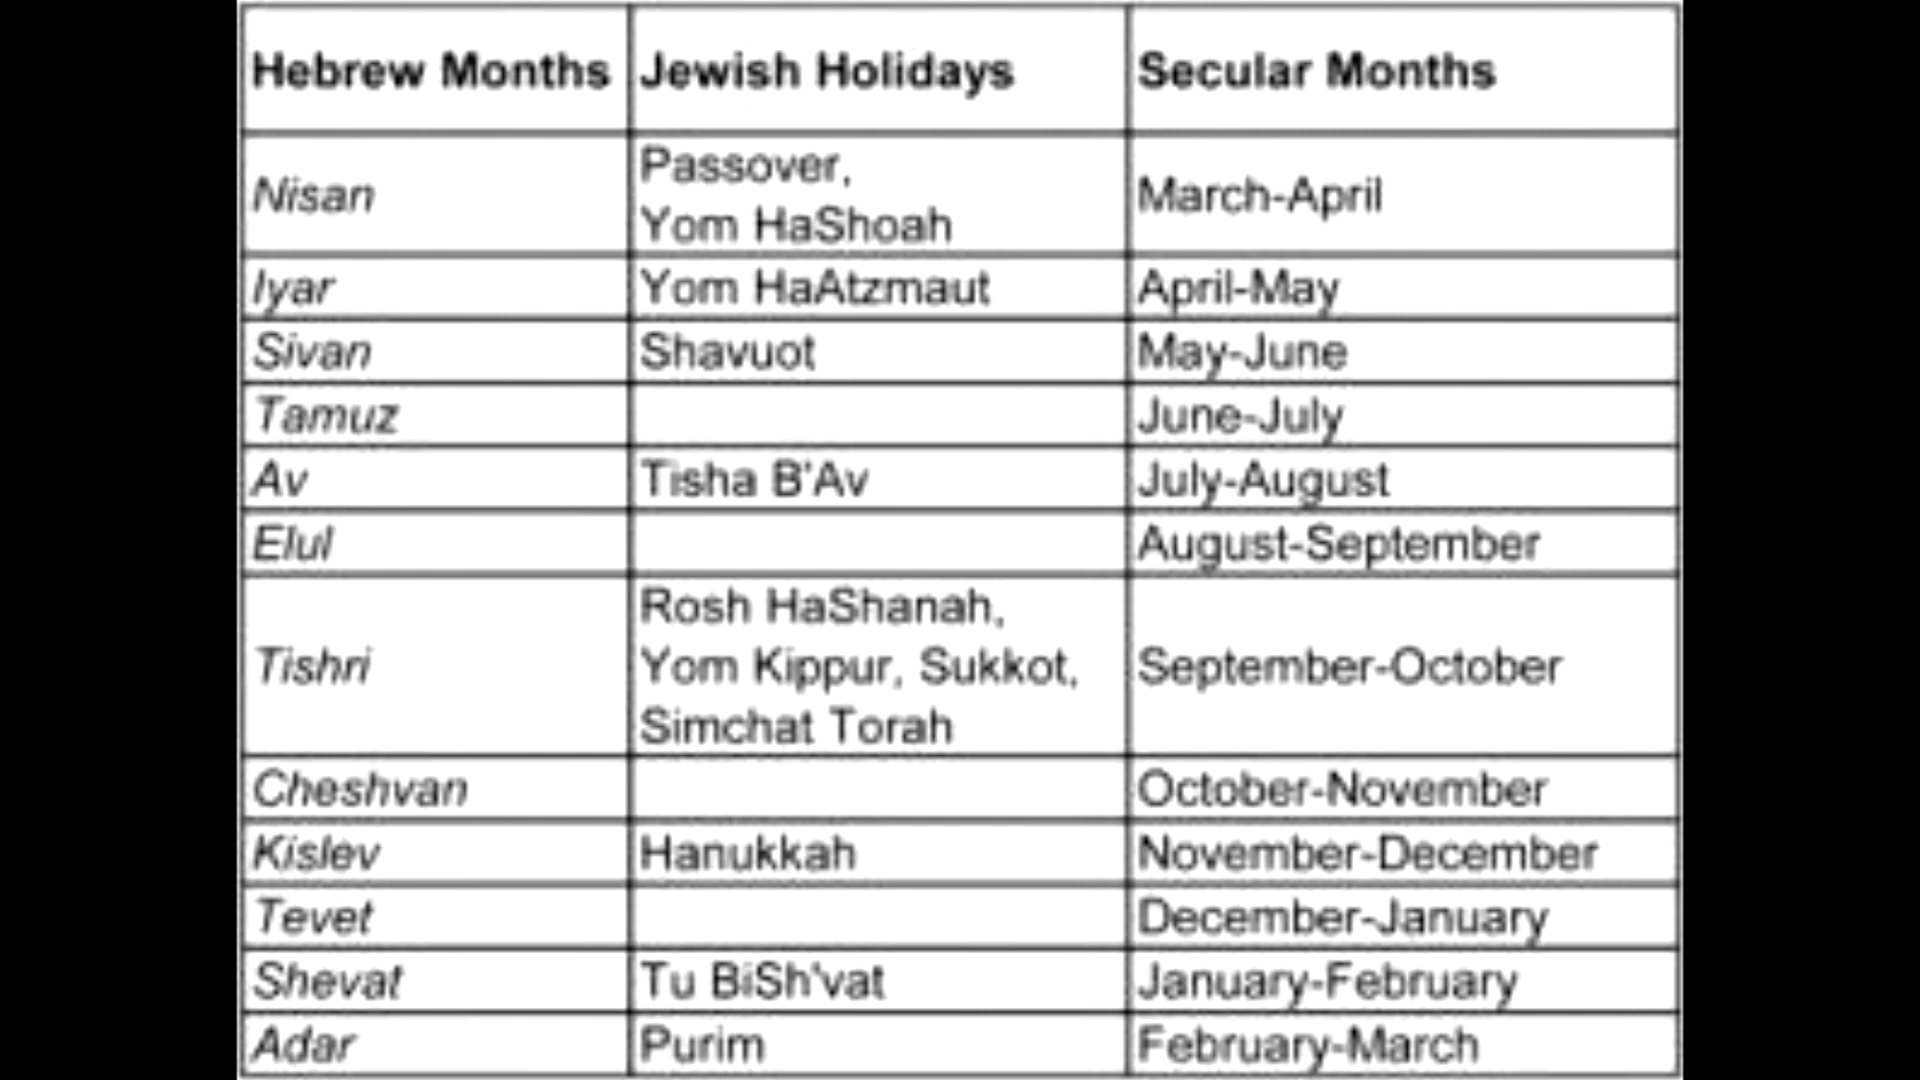 Hebrew Months Jewish Holidays Secular Months
Nisan Passover, Yom HaShoah March-April
Iyar Yom HaAtzmaut April-May
Sivan Shavuot May-June
Tamuz June-July
Av Tisha B'Av July-August
Elul August-September
Tishri Rosh HaShanah, Yom Kippur, Sukkot, Simchat Torah September-October
Cheshvan October-November
Kislev Hanukkah November-December
Tevet December-January
Shevat Tu BiSh'vat January-February
Adar Purim February-March